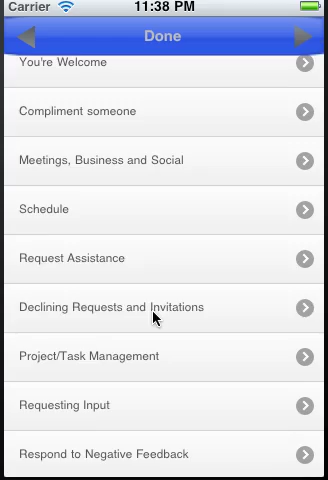 Carrier 11:38 PM
Done
You're Welcome
Compliment someone
Meetings, Business and Social
Schedule
Request Assistance
Declining Requests and Invitations
Project/Task Management
Requesting Input
Respond to Negative Feedback